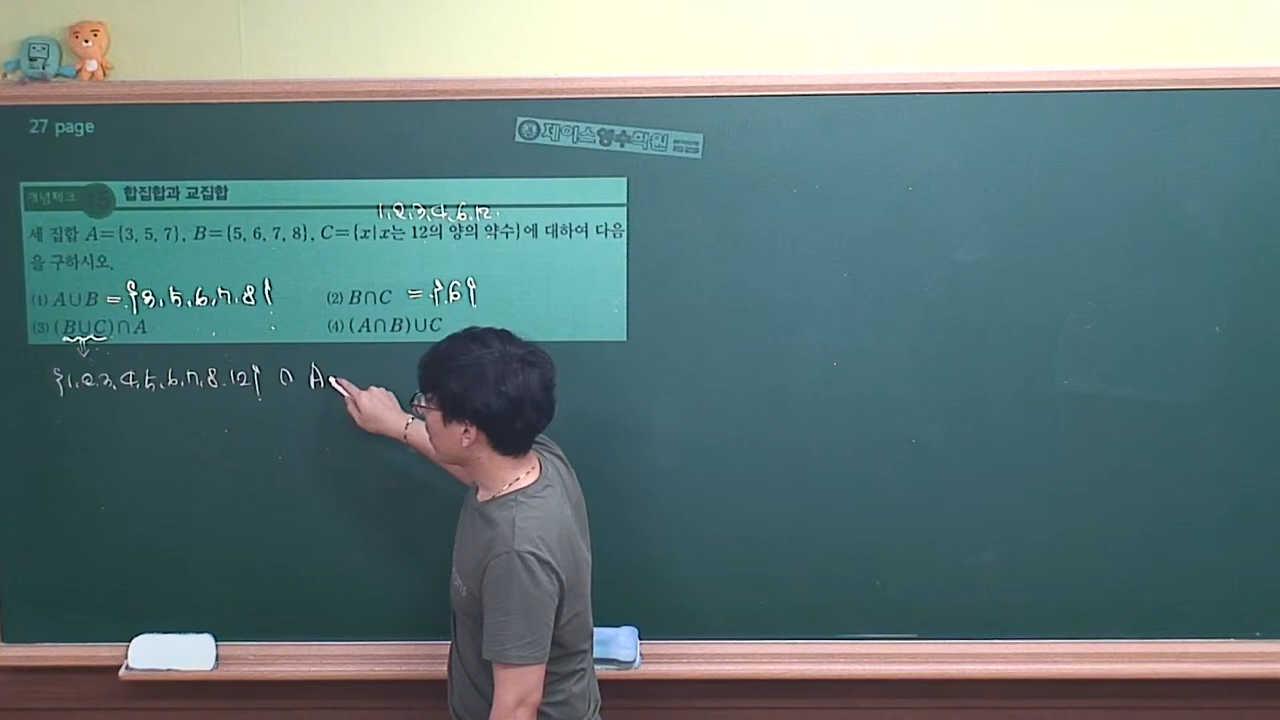 27 page
제이스영수학원
개념체크 15 합집합과 교집합
1,2,3,4,6,12.
세 집합 A={3, 5, 7}, B={5, 6, 7, 8}, C={x|x는 12의 양의 약수}에 대하여 다음
을 구하시오.
(1) A∪B ={3,5,6,7,8} (2) B∩C ={6}
(3) (B∪C)∩A (4) (A∩B)∪C
{1,2,3,4,5,6,7,8.12} ∩ A